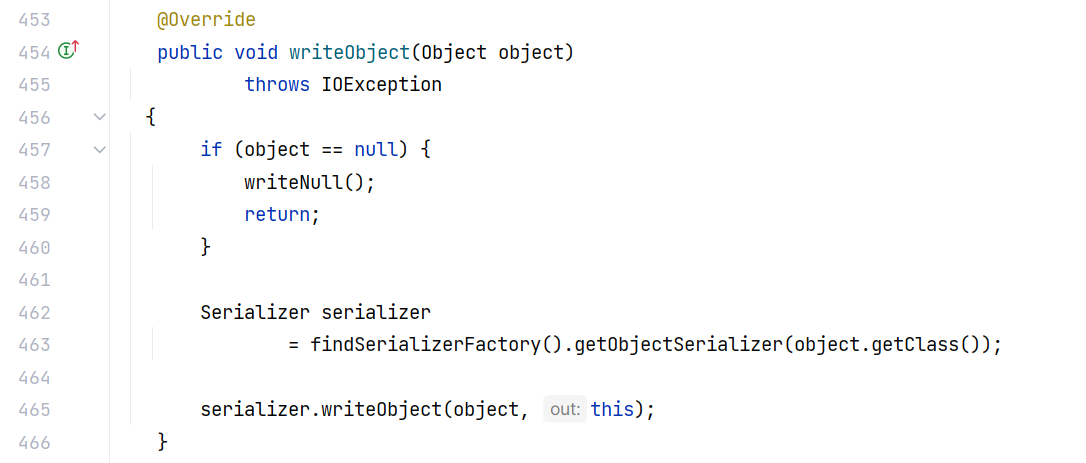 453 @Override
454 public void writeObject(Object object)
455 throws IOException
456 {
457 if (object == null) {
458 writeNull();
459 return;
460 }
461
462 Serializer serializer
463 = findSerializerFactory().getObjectSerializer(object.getClass());
464
465 serializer.writeObject(object, out: this);
466 }